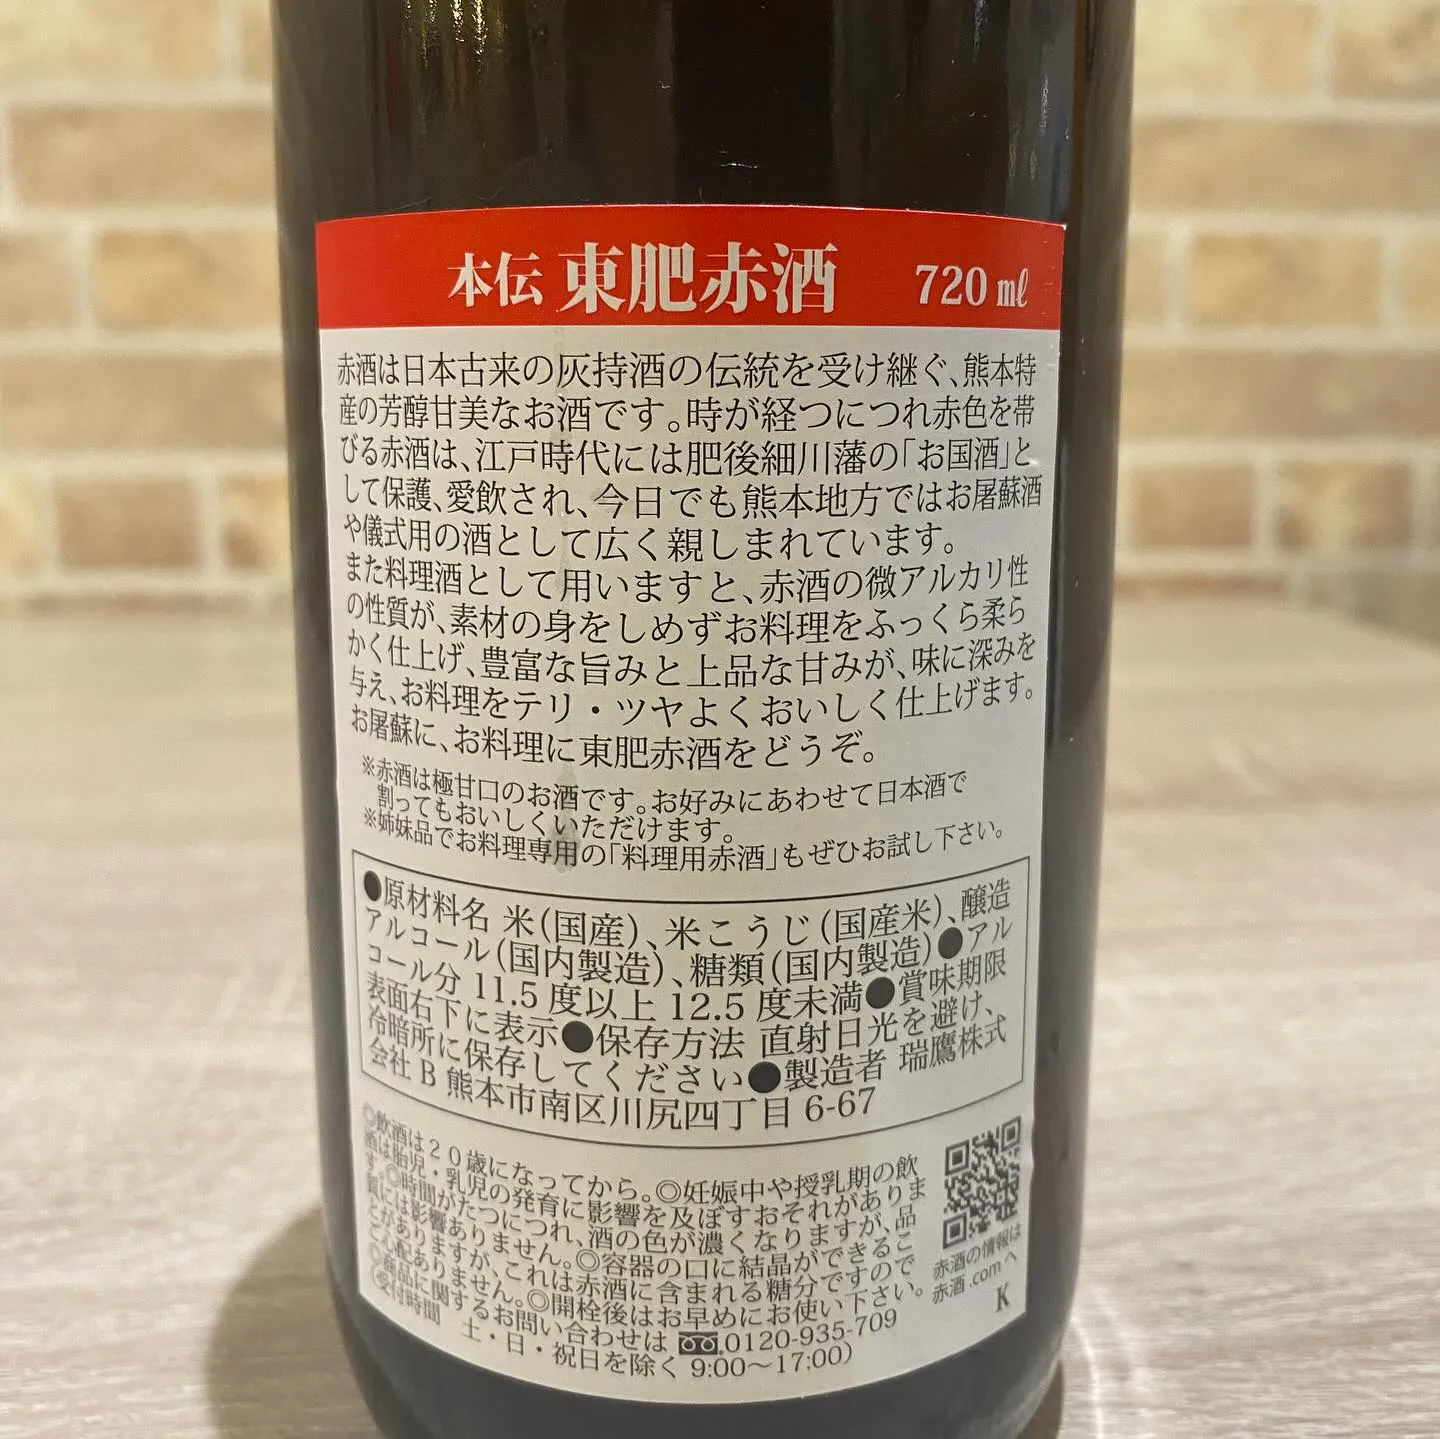 本伝 東肥赤酒 720㎖
赤酒は日本古来の灰持酒の伝統を受け継ぐ、熊本特
産の芳醇甘美なお酒です。時が経つにつれ赤色を帯
びる赤酒は、江戸時代には肥後細川藩の「お国酒」と
して保護、愛飲され、今日でも熊本地方ではお屠蘇酒
や儀式用の酒として広く親しまれています。
また料理酒として用いますと、赤酒の微アルカリ性
の性質が、素材の身をしめずお料理をふっくら柔ら
かく仕上げ、豊富な旨みと上品な甘みが、味に深みを
与え、お料理をテリ・ツヤよくおいしく仕上げます。
お屠蘇に、お料理に東肥赤酒をどうぞ。
※赤酒は極甘口のお酒です。お好みにあわせて日本酒で
割ってもおいしくいただけます。
※姉妹品でお料理専用の「料理用赤酒」もぜひお試し下さい。
●原材料名 米(国産)、米こうじ(国産米)、醸造
アルコール(国内製造)、糖類(国内製造)●アル
コール分 11.5 度以上 12.5 度未満●賞味期限
表面右下に表示●保存方法 直射日光を避け、
冷暗所に保存してください●製造者 瑞鷹株式
会社 B 熊本市南区川尻四丁目 6-67
◎飲酒は２０歳になってから。◎妊娠中や授乳期の飲
酒は胎児・乳児の発育に影響を及ぼすおそれがありま
す。◎時間がたつにつれ、酒の色が濃くなりますが、品
質には影響ありません。◎容器の口に結晶ができるこ
とがありますが、これは赤酒に含まれる糖分ですので
心配ありません。◎開栓後はお早めにお使い下さい。
◎商品に関するお問い合わせは 0120-935-709
(受付時間 土・日・祝日を除く 9:00〜17:00)
赤酒の情報は
赤酒.comへ
K